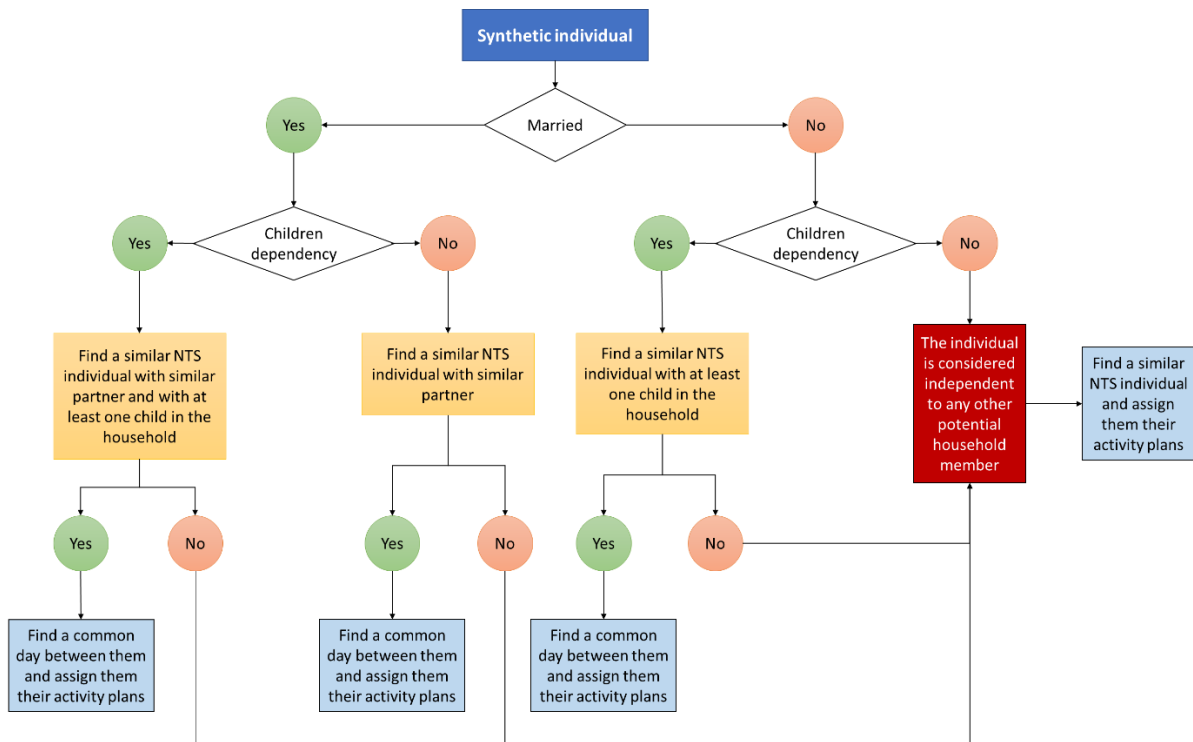 Synthetic individual
Married
Yes
No
Children
dependency
Yes
No
Children
dependency
Yes
No
Find a similar NTS
individual with similar
partner and with at
least one child in the
household
Find a similar NTS
individual with similar
partner
Find a similar NTS
individual with at least
one child in the
household
The individual
is considered
independent
to any other
potential
household
member
Find a similar
NTS individual
and assign
them their
activity plans
Yes
No
Yes
No
Yes
No
Find a common
day between them
and assign them
their activity plans
Find a common
day between them
and assign them
their activity plans
Find a common
day between them
and assign them
their activity plans